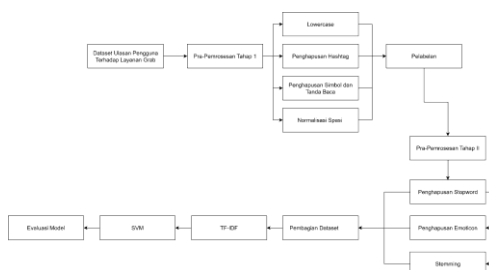 Lowercase
Dataset Ulasan Pengguna
Terhadap Layanan Grab
Pra-Pemrosesan Tahap 1
Penghapusan Hashtag
Pelabelan
Penghapusan Simbol dan
Tanda Baca
Normalisasi Spasi
Pra-Pemrosesan Tahap II
Penghapusan Stopword
Evaluasi Model
SVM
TF-IDF
Pembagian Dataset
Penghapusan Emoticon
Stemming